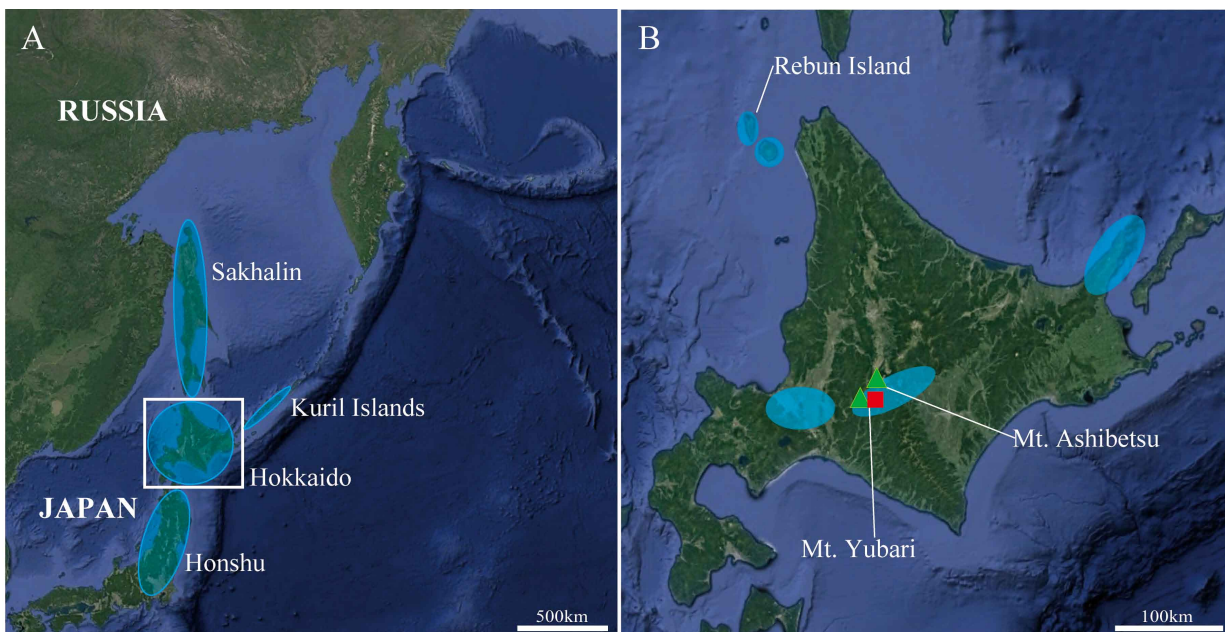 A
RUSSIA
Sakhalin
Kuril Islands
Hokkaido
JAPAN
Honshu
500km
B
Rebun Island
Mt. Ashibetsu
Mt. Yubari
100km